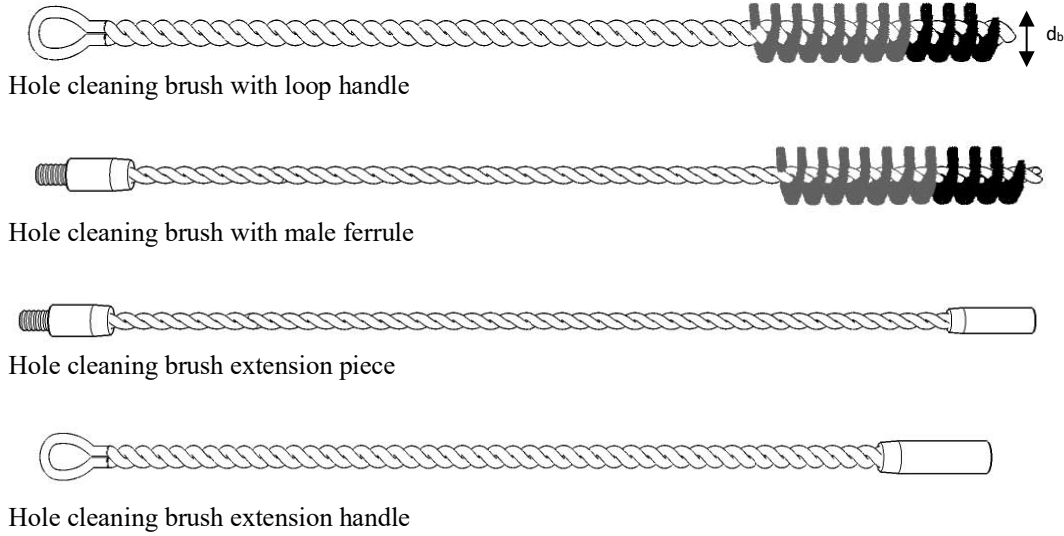 d_b
Hole cleaning brush with loop handle
Hole cleaning brush with male ferrule
Hole cleaning brush extension piece
Hole cleaning brush extension handle